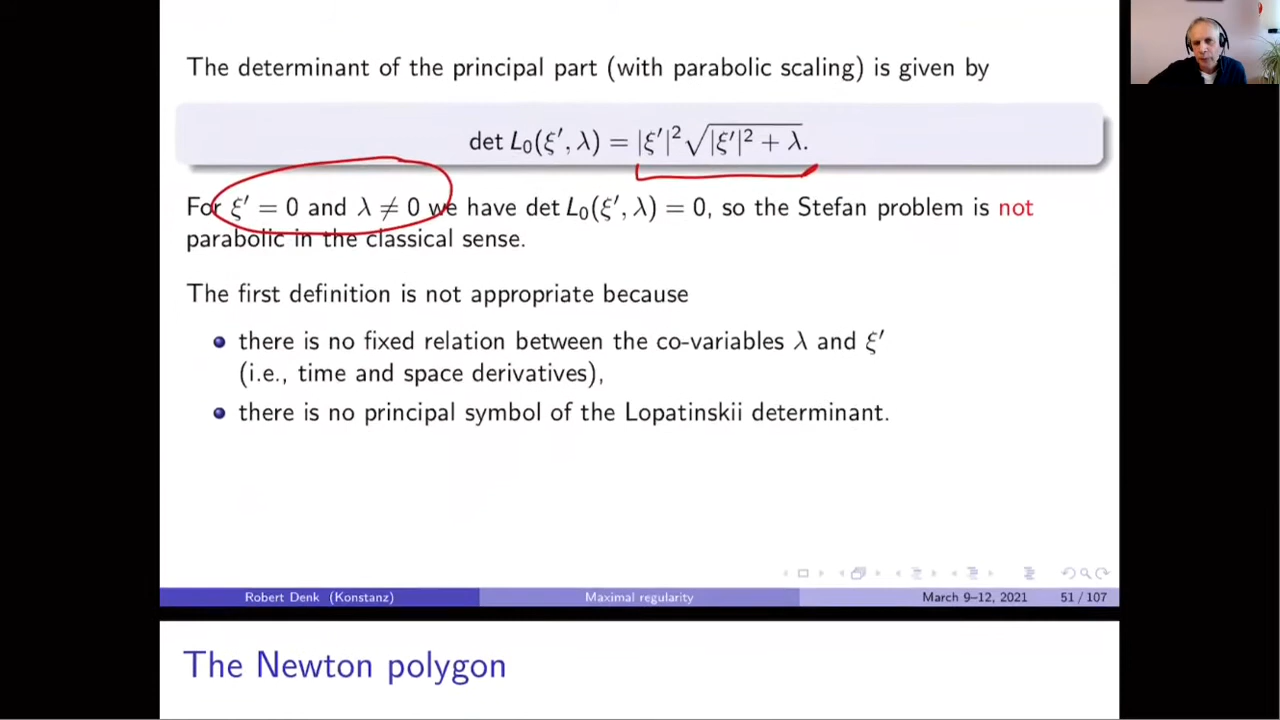 The determinant of the principal part (with parabolic scaling) is given by
det L₀(ξ′, λ) = |ξ′|²√(|ξ′|² + λ).
For ξ′ = 0 and λ ≠ 0 we have det L₀(ξ′, λ) = 0, so the Stefan problem is not
parabolic in the classical sense.
The first definition is not appropriate because
• there is no fixed relation between the co-variables λ and ξ′
(i.e., time and space derivatives),
• there is no principal symbol of the Lopatinskii determinant.
Robert Denk (Konstanz) Maximal regularity March 9–12, 2021 51 / 107
The Newton polygon